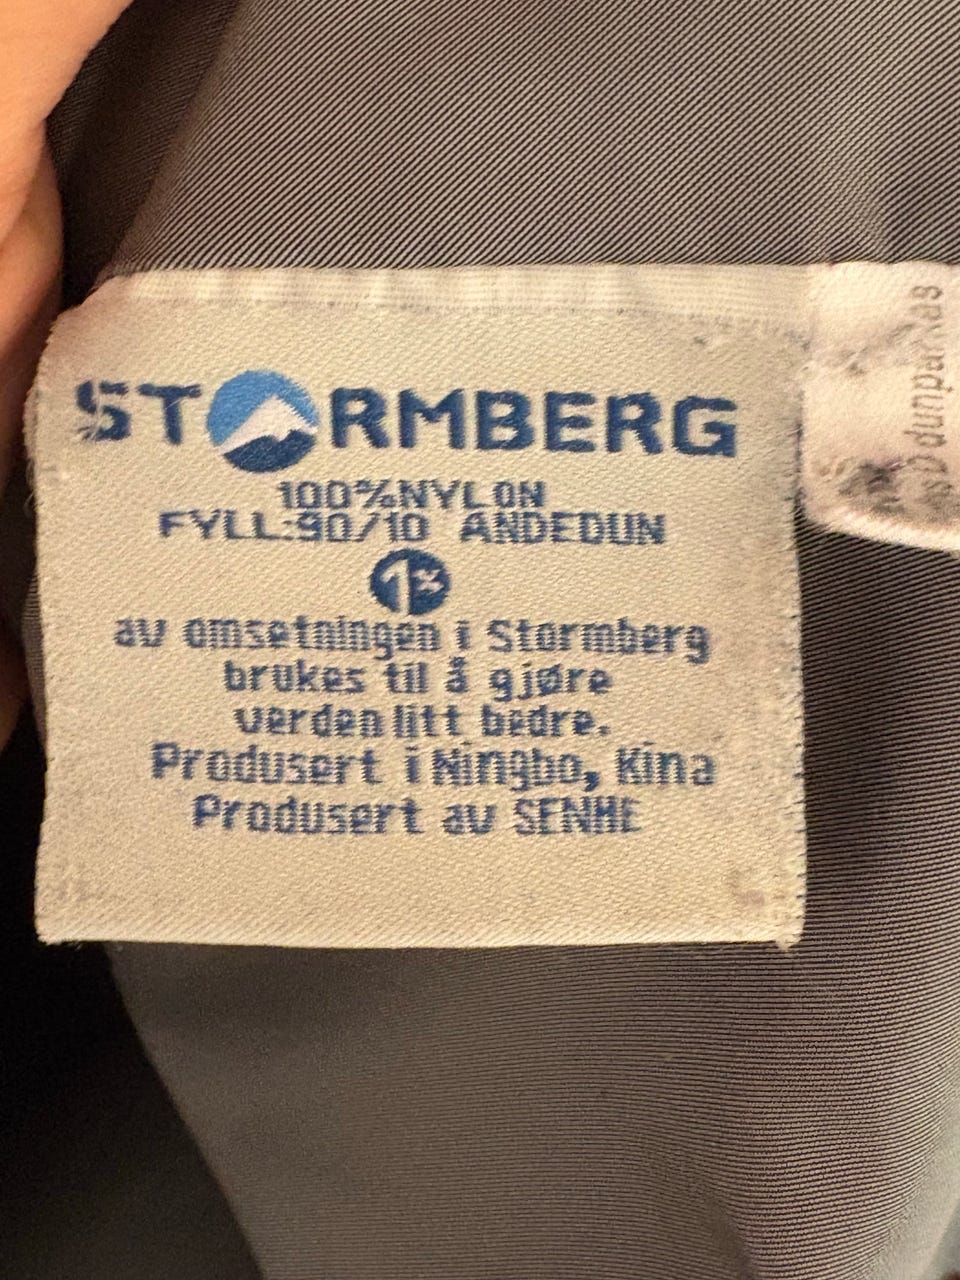 STORMBERG
100%NYLON
FYLL:90/10 ANDEDUN
1%
av omsetningen i Stormberg
brukes til å gjøre
verden litt bedre.
Produsert i Ningbo, Kina
Produsert av SENHE
dunparkas